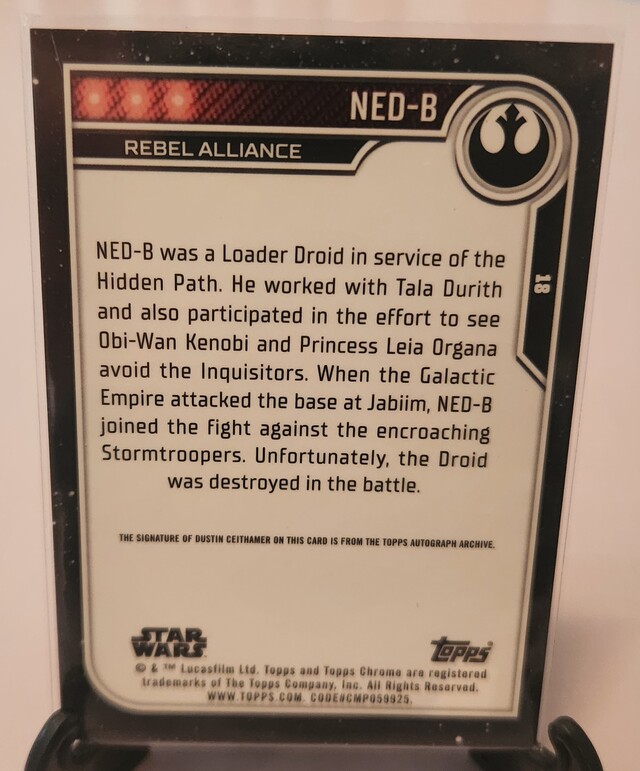 NED-B
REBEL ALLIANCE
18
NED-B was a Loader Droid in service of the
Hidden Path. He worked with Tala Durith
and also participated in the effort to see
Obi-Wan Kenobi and Princess Leia Organa
avoid the Inquisitors. When the Galactic
Empire attacked the base at Jabiim, NED-B
joined the fight against the encroaching
Stormtroopers. Unfortunately, the Droid
was destroyed in the battle.
THE SIGNATURE OF DUSTIN CEITHAMER ON THIS CARD IS FROM THE TOPPS AUTOGRAPH ARCHIVE.
STAR
WARS
Topps
© & ™ Lucasfilm Ltd. Topps and Topps Chrome are registered
trademarks of The Topps Company, Inc. All Rights Reserved.
WWW.TOPPS.COM. CODE#CMP059925.